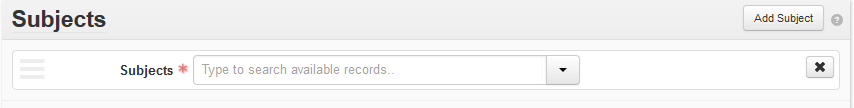 Subjects
Add Subject ?
Subjects * Type to search available records..